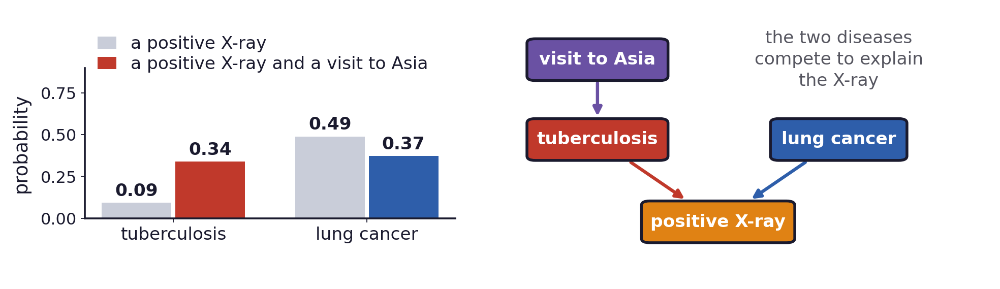 a positive X-ray
a positive X-ray and a visit to Asia
probability
0.75
0.50
0.25
0.00
0.09
0.34
0.49
0.37
tuberculosis
lung cancer
visit to Asia
the two diseases
compete to explain
the X-ray
tuberculosis
lung cancer
positive X-ray